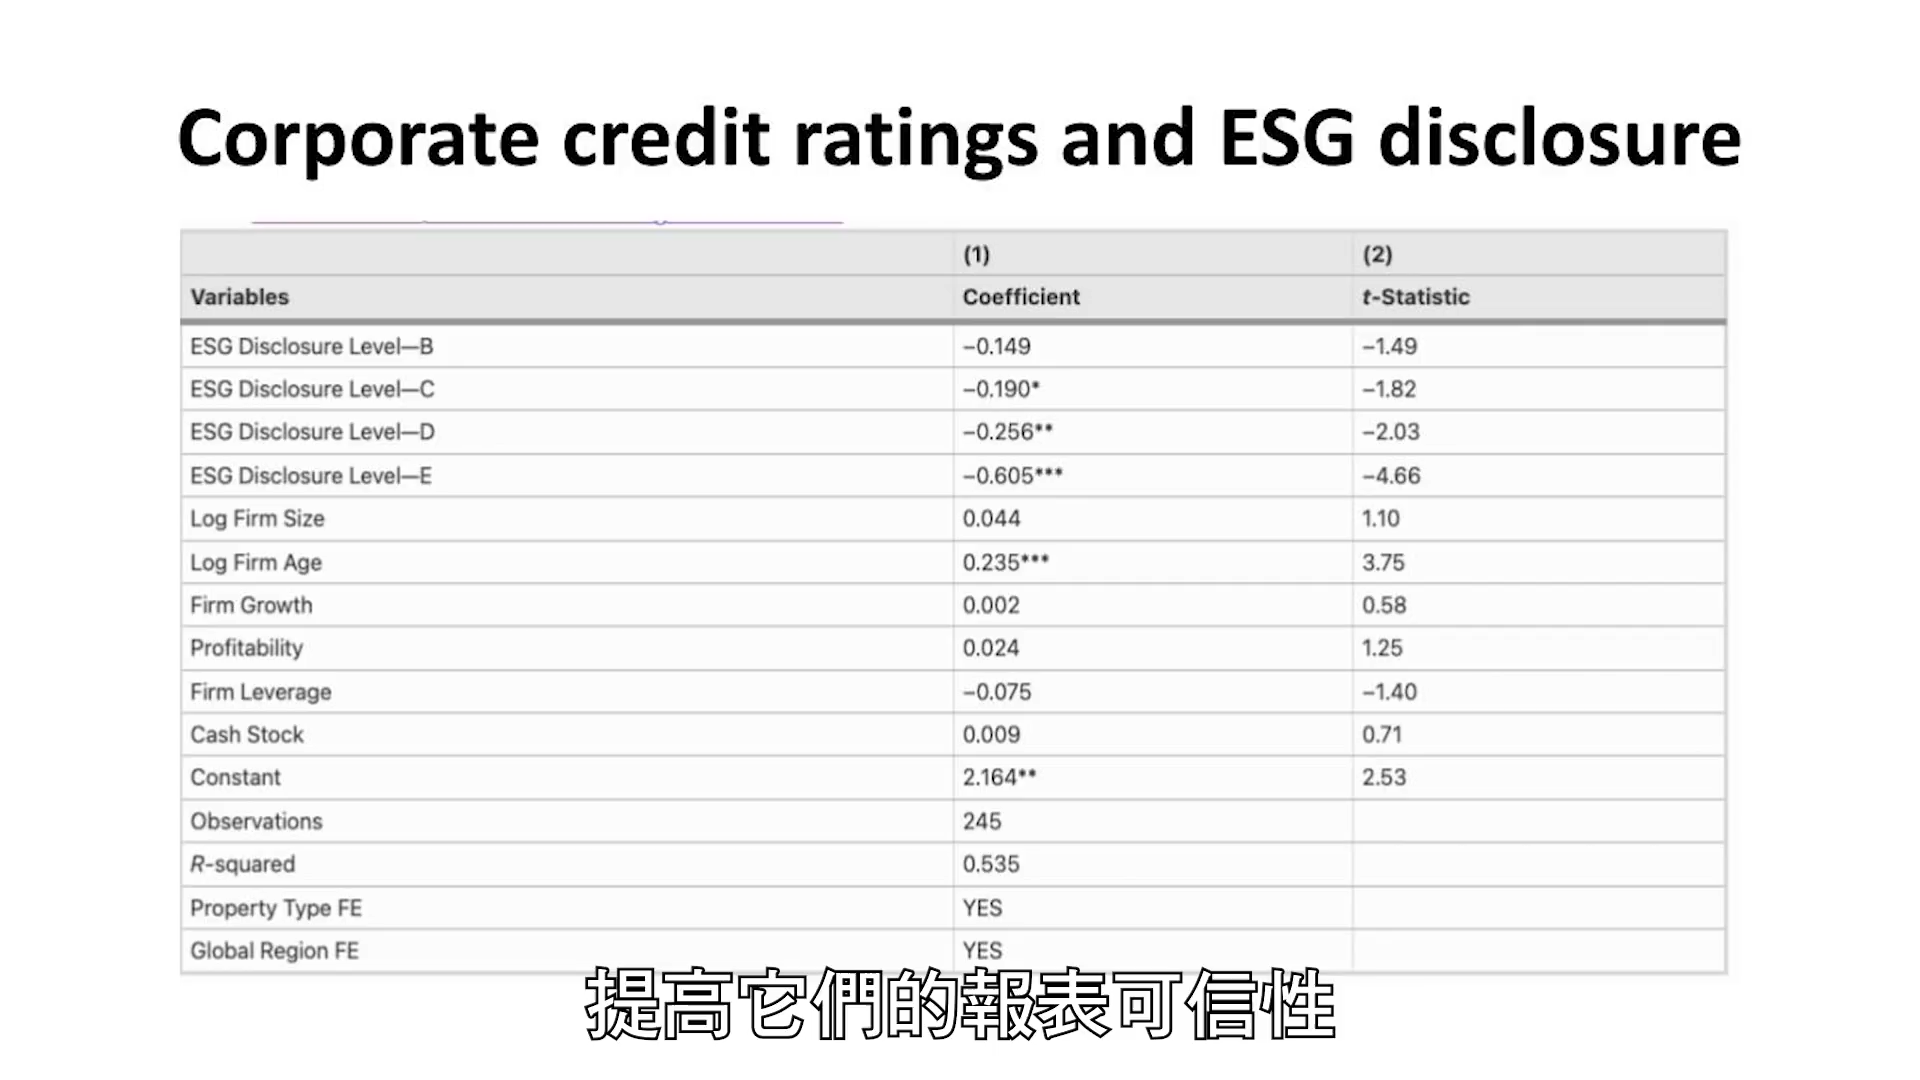 Corporate credit ratings and ESG disclosure
(1) (2)
Variables Coefficient t-Statistic
ESG Disclosure Level—B −0.149 −1.49
ESG Disclosure Level—C −0.190* −1.82
ESG Disclosure Level—D −0.256** −2.03
ESG Disclosure Level—E −0.605*** −4.66
Log Firm Size 0.044 1.10
Log Firm Age 0.235*** 3.75
Firm Growth 0.002 0.58
Profitability 0.024 1.25
Firm Leverage −0.075 −1.40
Cash Stock 0.009 0.71
Constant 2.164** 2.53
Observations 245
R-squared 0.535
Property Type FE YES
Global Region FE YES
提高它們的報表可信性